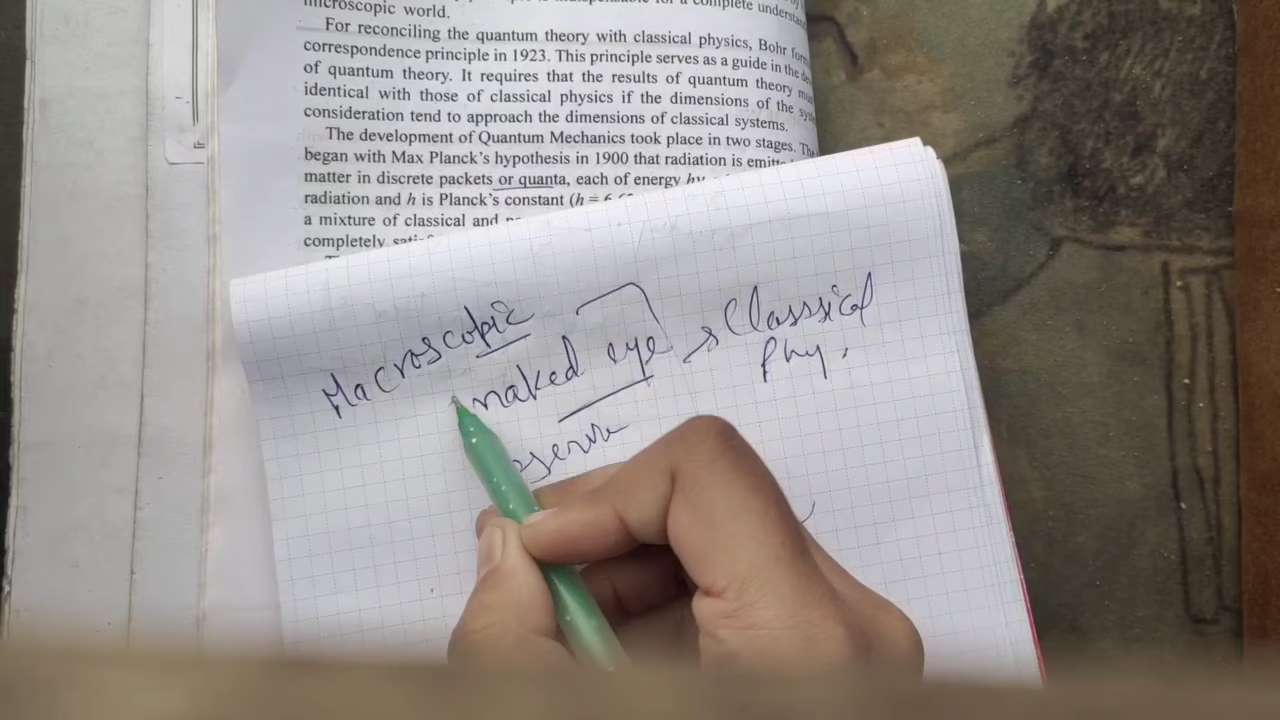 microscopic world.
For reconciling the quantum theory with classical physics, Bohr
correspondence principle in 1923. This principle serves as a guide in the
of quantum theory. It requires that the results of quantum theory
identical with those of classical physics if the dimensions of the
consideration tend to approach the dimensions of classical systems.
The development of Quantum Mechanics took place in two stages.
began with Max Planck's hypothesis in 1900 that radiation is
matter in discrete packets or quanta, each of energy hν
radiation and h is Planck's constant (h =
a mixture of classical and
completely
Macroscopic
naked eye Classical
Phy.